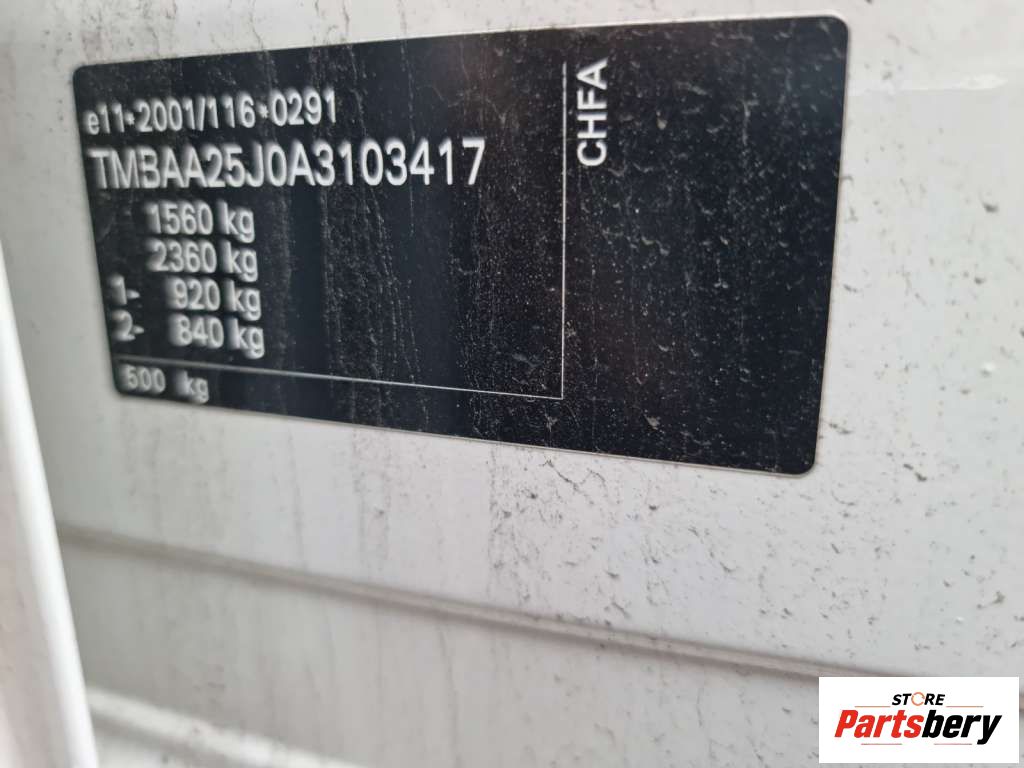 e11*2001/116*0291
TMBAA25J0A3103417
1560 kg
2360 kg
1- 920 kg
2- 840 kg
500 kg
CHFA
STORE
Partsbery